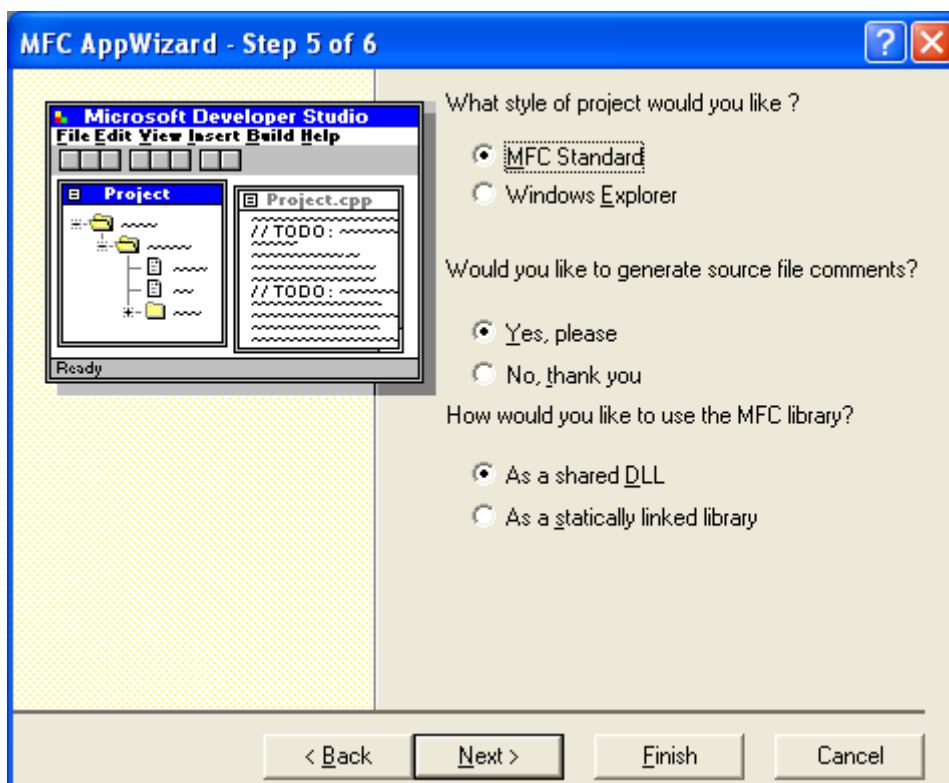 MFC AppWizard - Step 5 of 6
Microsoft Developer Studio
File Edit View Insert Build Help
Project
Project.cpp
//TODO:
//TODO:
Ready
What style of project would you like ?
MFC Standard
Windows Explorer
Would you like to generate source file comments?
Yes, please
No, thank you
How would you like to use the MFC library?
As a shared DLL
As a statically linked library
< Back
Next >
Finish
Cancel